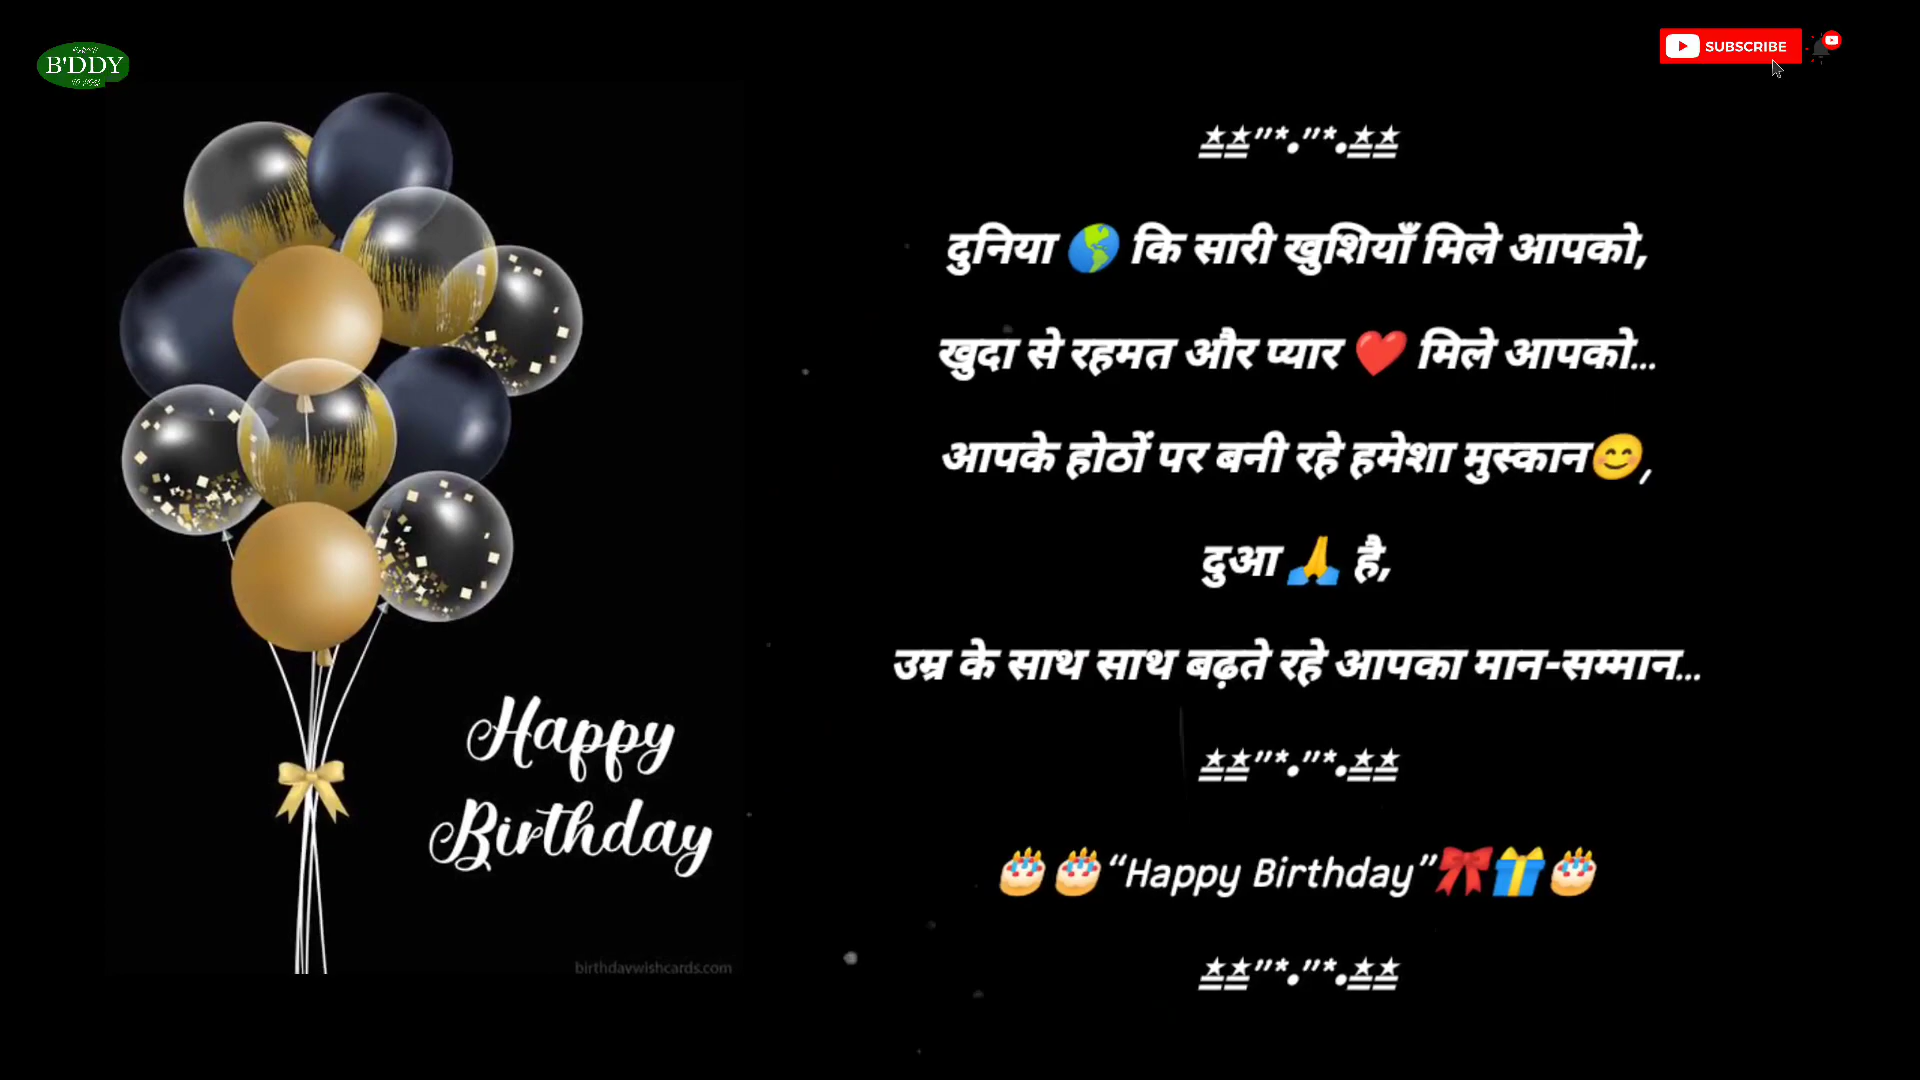 B'DDY
SUBSCRIBE
⁎⁎"*•"*•⁎⁎
दुनिया 🌎 कि सारी खुशियाँ मिले आपको,
खुदा से रहमत और प्यार ❤️ मिले आपको...
आपके होठों पर बनी रहे हमेशा मुस्कान😊,
दुआ 🙏 है,
उम्र के साथ साथ बढ़ते रहे आपका मान-सम्मान...
⁎⁎"*•"*•⁎⁎
🎂🎂“Happy Birthday”🎀🎁🎂
⁎⁎"*•"*•⁎⁎
Happy
Birthday
birthdaywishcards.com